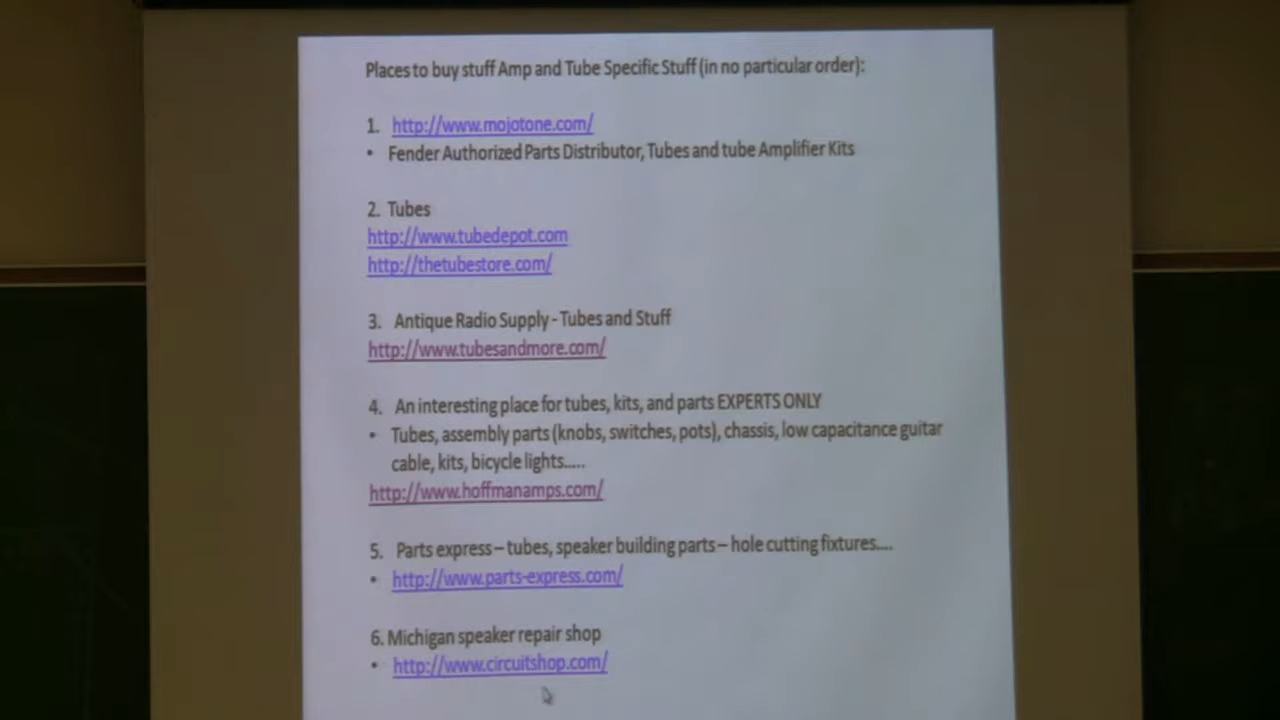 Places to buy stuff Amp and Tube Specific Stuff (in no particular order):
1. http://www.mojotone.com/
• Fender Authorized Parts Distributor, Tubes and tube Amplifier Kits
2. Tubes
http://www.tubedepot.com
http://thetubestore.com/
3. Antique Radio Supply - Tubes and Stuff
http://www.tubesandmore.com/
4. An interesting place for tubes, kits, and parts EXPERTS ONLY
• Tubes, assembly parts (knobs, switches, pots), chassis, low capacitance guitar
cable, kits, bicycle lights.....
http://www.hoffmanamps.com/
5. Parts express – tubes, speaker building parts – hole cutting fixtures....
• http://www.parts-express.com/
6. Michigan speaker repair shop
• http://www.circuitshop.com/